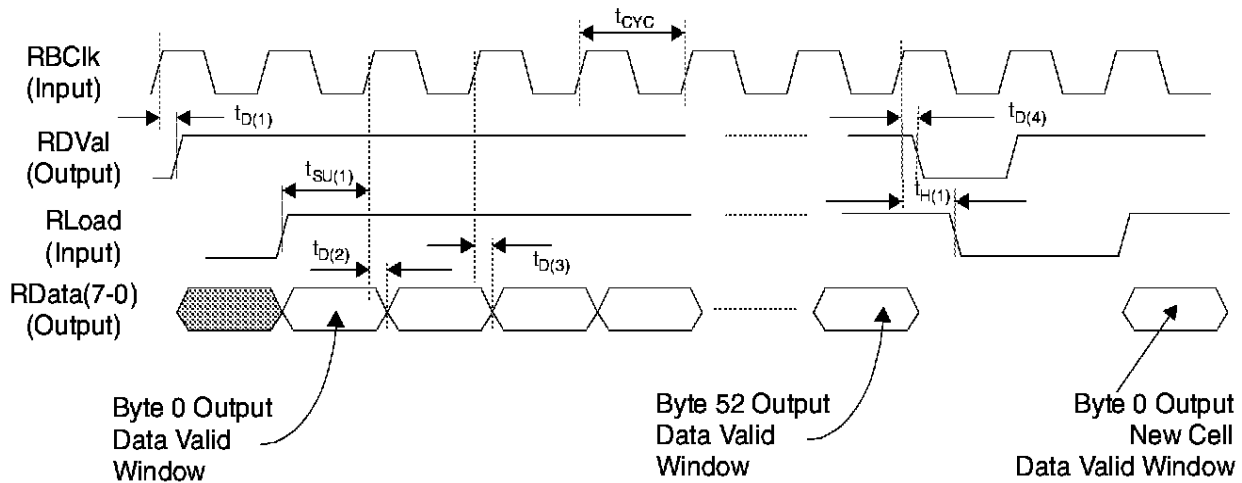 tCYC
RBClk
(Input)
tD(1)
tD(4)
RDVal
(Output)
tSU(1)
tH(1)
RLoad
(Input)
tD(2)
tD(3)
RData(7-0)
(Output)
Byte 0 Output
Data Valid
Window
Byte 52 Output
Data Valid
Window
Byte 0 Output
New Cell
Data Valid Window